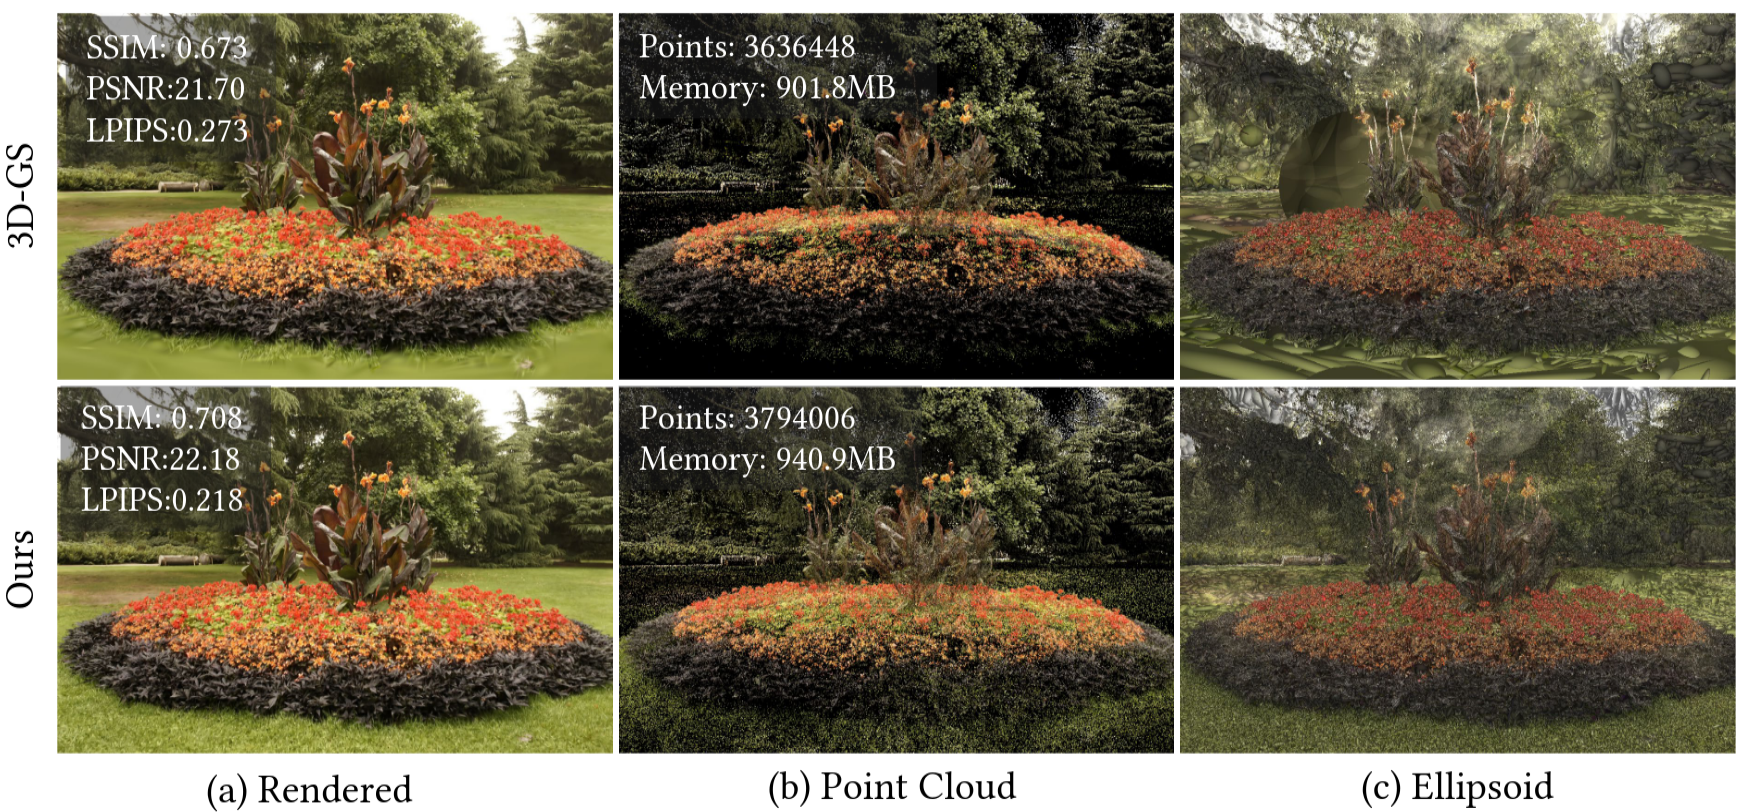 3D-GS
SSIM: 0.673
PSNR:21.70
LPIPS:0.273
Points: 3636448
Memory: 901.8MB
Ours
SSIM: 0.708
PSNR:22.18
LPIPS:0.218
Points: 3794006
Memory: 940.9MB
(a) Rendered
(b) Point Cloud
(c) Ellipsoid